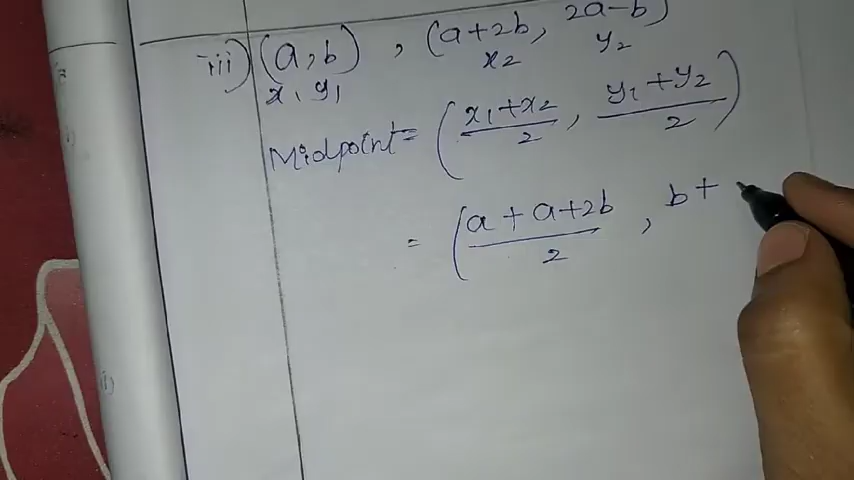 iii) (a, b) , (a+2b, 2a-b)
x₁ y₁ x₂ y₂
Midpoint = (x₁+x₂/2, y₁+y₂/2)
= (a+a+2b/2, b+